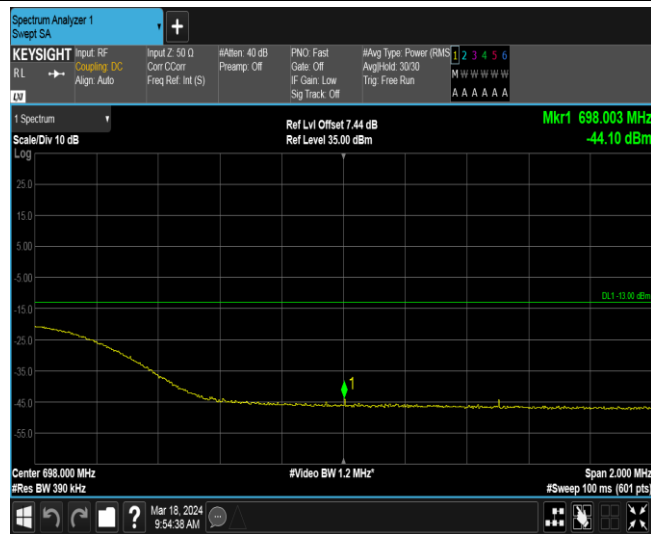 Spectrum Analyzer 1
Swept SA
+
KEYSIGHT
RL
Input: RF
Coupling: DC
Align: Auto
Input Z: 50 Ω
Corr CCorr
Freq Ref: Int (S)
#Atten: 40 dB
Preamp: Off
PNO: Fast
Gate: Off
IF Gain: Low
Sig Track: Off
#Avg Type: Power (RMS
Avg|Hold: 30/30
Trig: Free Run
1 2 3 4 5 6
M W W W W W
A A A A A A
1 Spectrum
Scale/Div 10 dB
Log
Ref Lvl Offset 7.44 dB
Ref Level 35.00 dBm
Mkr1 698.003 MHz
-44.10 dBm
25.0
15.0
5.00
-5.00
DL1 -13.00 dBm
-15.0
-25.0
-35.0
1
-45.0
-55.0
Center 698.000 MHz
#Video BW 1.2 MHz*
Span 2.000 MHz
#Res BW 390 kHz
#Sweep 100 ms (601 pts)
?
Mar 18, 2024
9:54:38 AM